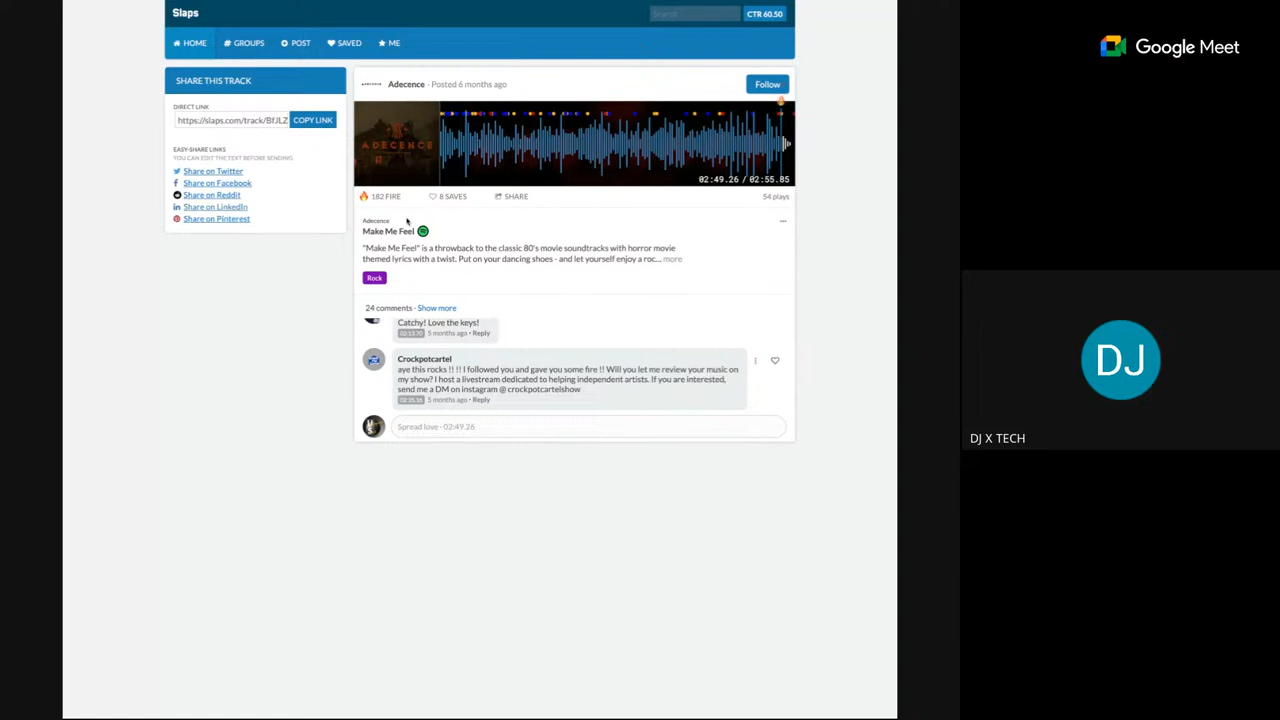 Slaps
Search
CTR 60.50
HOME
GROUPS
POST
SAVED
ME
SHARE THIS TRACK
DIRECT LINK
https://slaps.com/track/BfJLZ
COPY LINK
EASY-SHARE LINKS
YOU CAN EDIT THE TEXT BEFORE SENDING.
Share on Twitter
Share on Facebook
Share on Reddit
Share on LinkedIn
Share on Pinterest
Adecence · Posted 6 months ago
Follow
ADECENCE
02:49.26 / 02:55.85
182 FIRE
8 SAVES
SHARE
54 plays
Adecence
Make Me Feel
"Make Me Feel" is a throwback to the classic 80's movie soundtracks with horror movie
themed lyrics with a twist. Put on your dancing shoes - and let yourself enjoy a roc... more
Rock
24 comments · Show more
Catchy! Love the keys!
5 months ago • Reply
Crockpotcartel
aye this rocks !! !! I followed you and gave you some fire !! Will you let me review your music on
my show? I host a livestream dedicated to helping independent artists. If you are interested,
send me a DM on instagram @ crockpotcartelshow
5 months ago • Reply
Spread love - 02:49.26
Google Meet
DJ
DJ X TECH